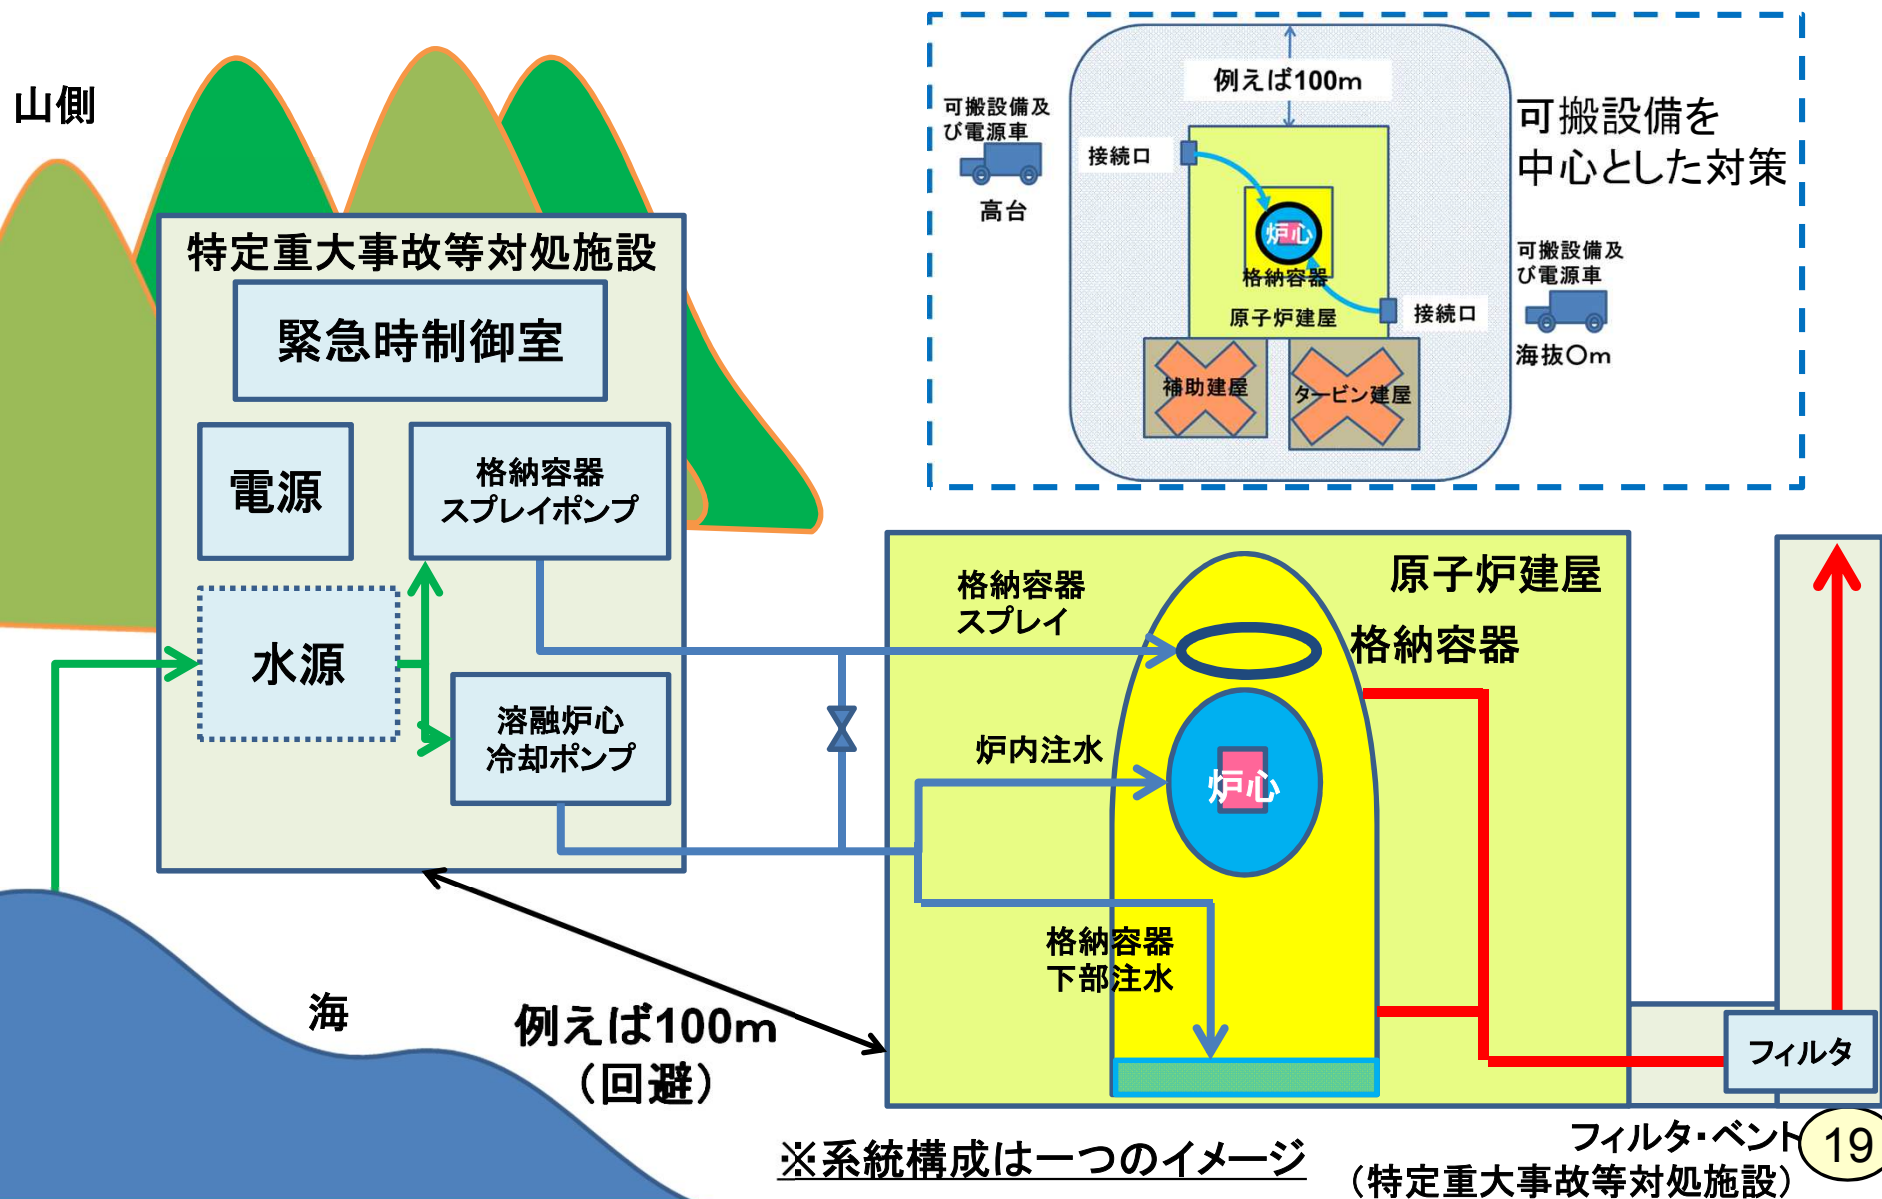 山側
特定重大事故等対処施設
緊急時制御室
電源
格納容器
スプレイポンプ
水源
溶融炉心
冷却ポンプ
海
例えば100m
(回避)
例えば100m
可搬設備及
び電源車
高台
接続口
炉心
格納容器
原子炉建屋
接続口
補助建屋
タービン建屋
可搬設備を
中心とした対策
可搬設備及
び電源車
海抜〇m
原子炉建屋
格納容器
格納容器
スプレイ
炉内注水
炉心
格納容器
下部注水
フィルタ
※系統構成は一つのイメージ
フィルタ・ベント
(特定重大事故等対処施設)
19